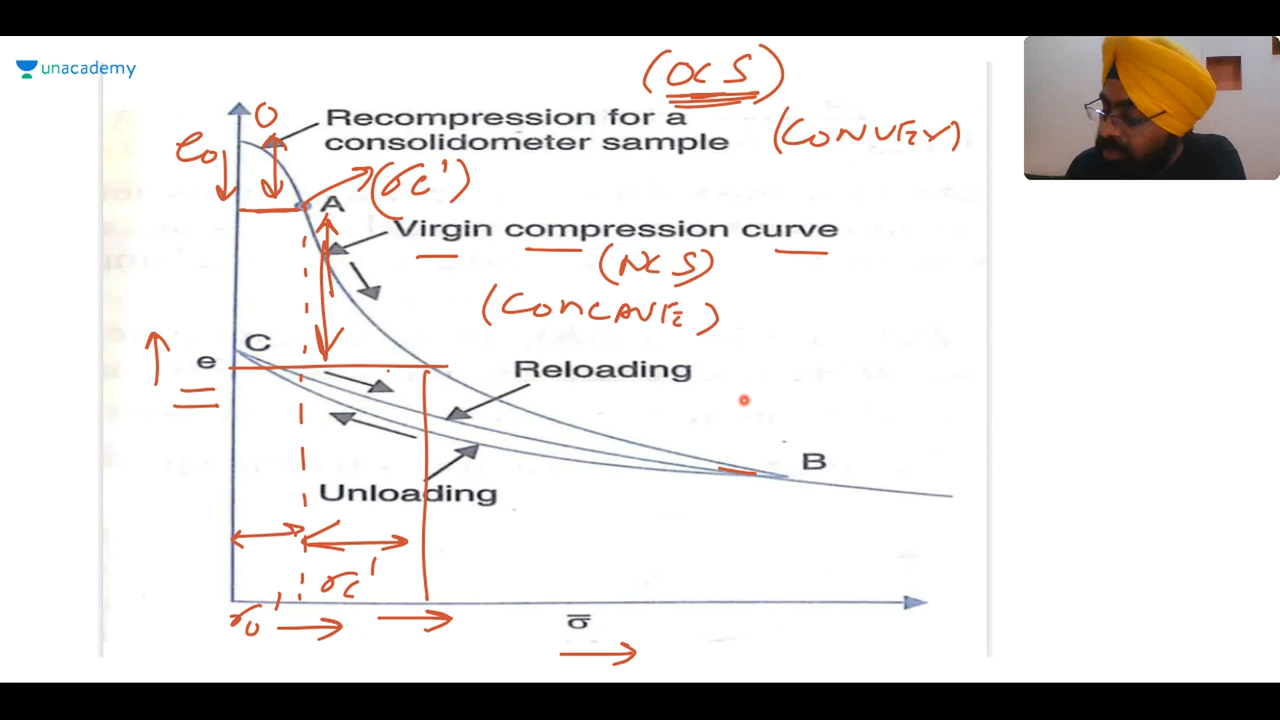 unacademy
(OCS)
(CONVEX)
O
e₀
Recompression for a
consolidometer sample
(σc')
A
Virgin compression curve
(NCS)
(CONCAVE)
C
e
Reloading
B
Unloading
σc'
σ₀'
σ̅